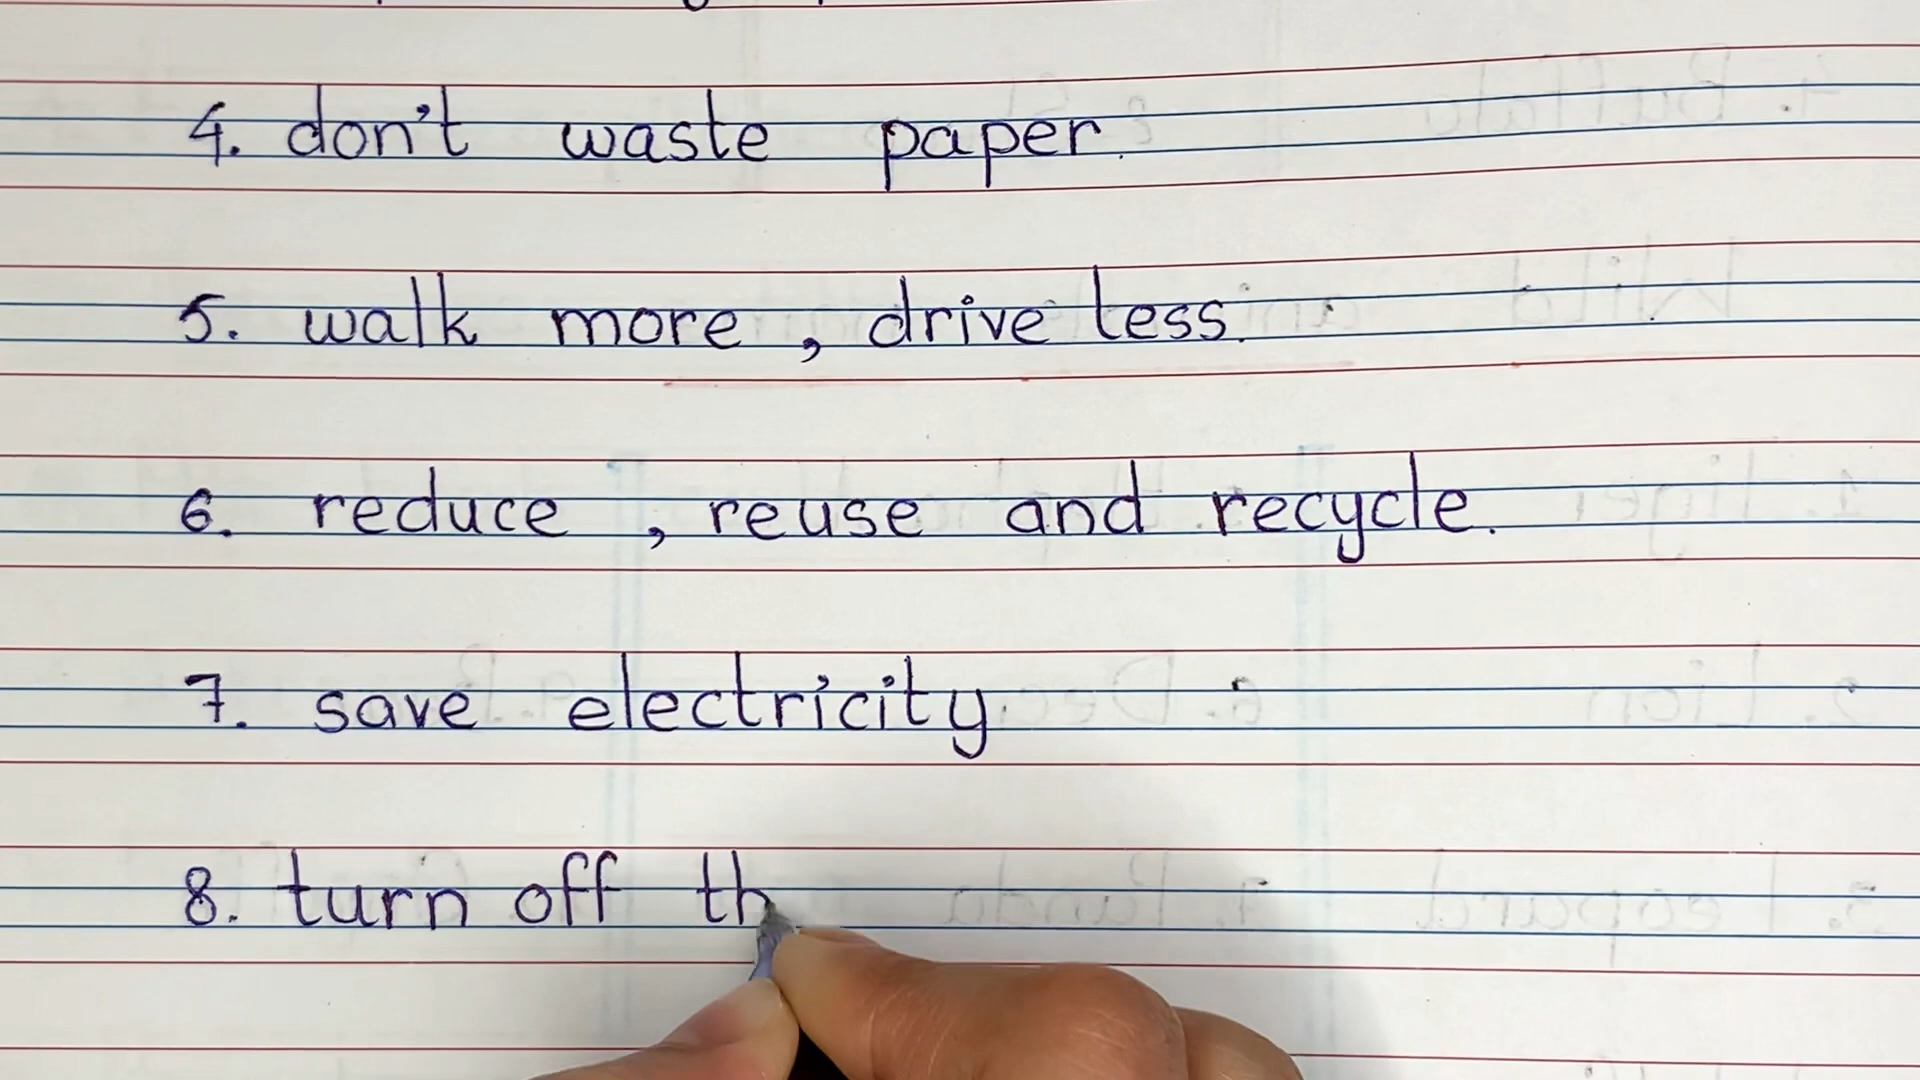 4. don't waste paper.
5. walk more , drive less.
6. reduce , reuse and recycle.
7. save electricity
8. turn off th